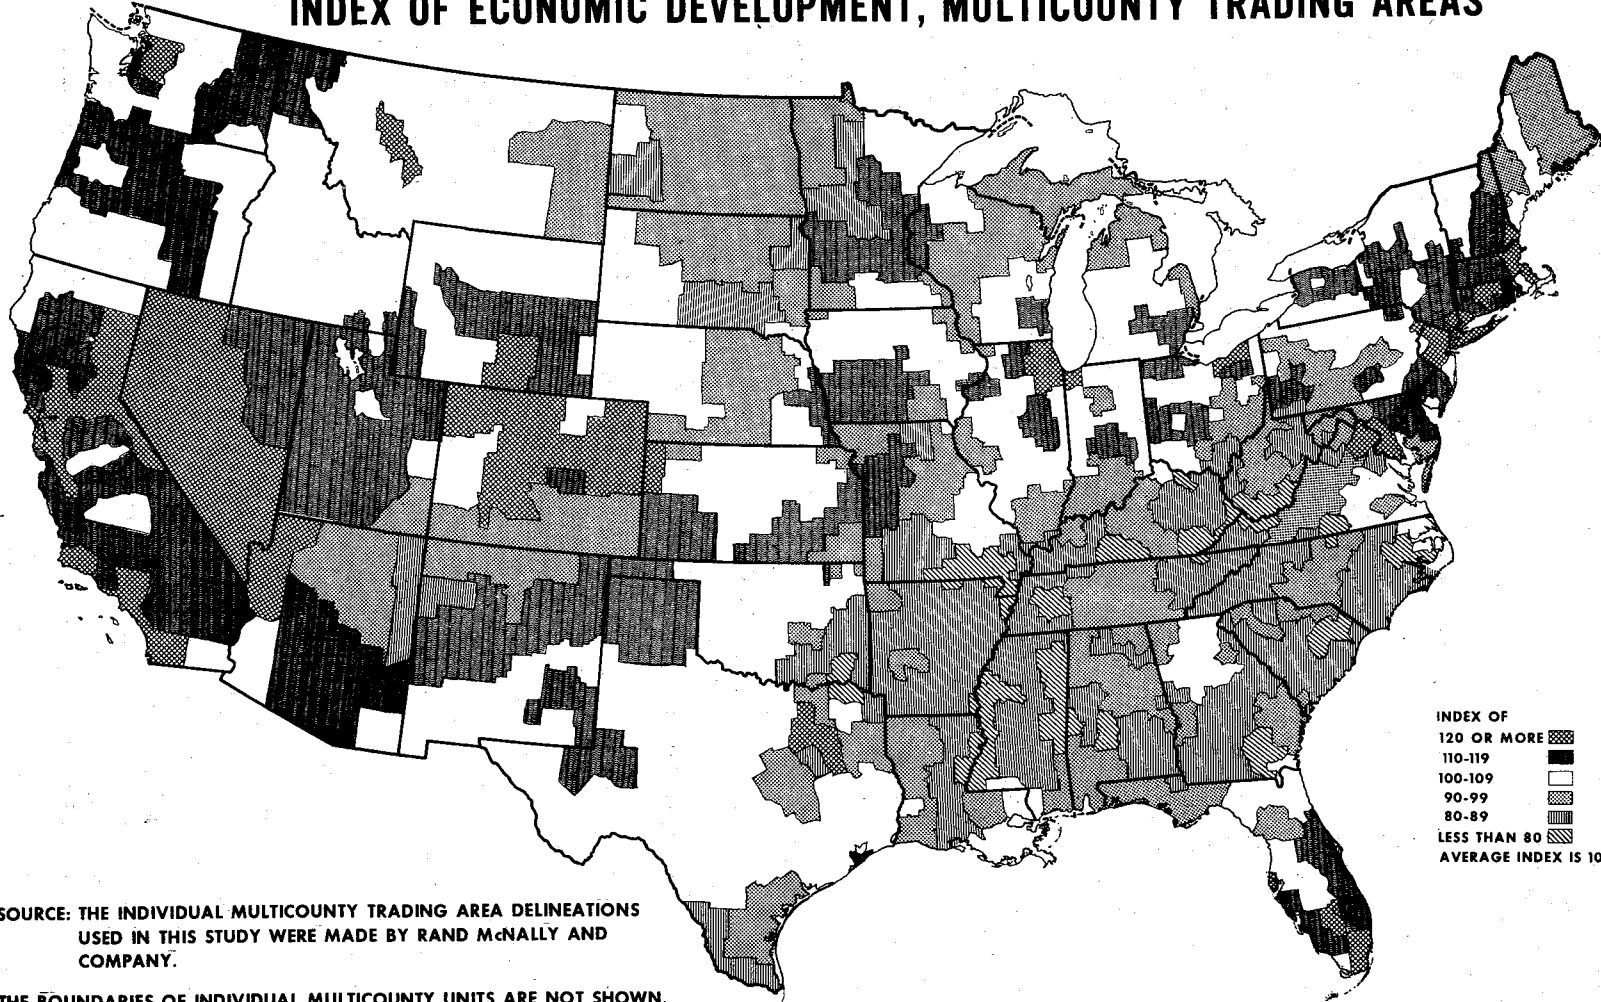 INDEX OF ECONOMIC DEVELOPMENT, MULTICOUNTY TRADING AREAS
INDEX OF
120 OR MORE
110-119
100-109
90-99
80-89
LESS THAN 80
AVERAGE INDEX IS 10
SOURCE: THE INDIVIDUAL MULTICOUNTY TRADING AREA DELINEATIONS
USED IN THIS STUDY WERE MADE BY RAND McNALLY AND
COMPANY.
THE BOUNDARIES OF INDIVIDUAL MULTICOUNTY UNITS ARE NOT SHOWN.